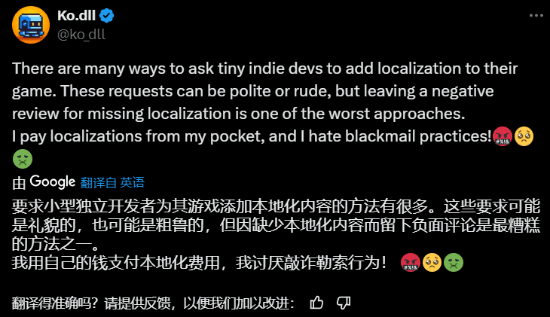 Ko.dll
@ko_dll
There are many ways to ask tiny indie devs to add localization to their
game. These requests can be polite or rude, but leaving a negative
review for missing localization is one of the worst approaches.
I pay localizations from my pocket, and I hate blackmail practices!🤬🥺
🤢
由 Google 翻译自 英语
要求小型独立开发者为其游戏添加本地化内容的方法有很多。这些要求可能
是礼貌的，也可能是粗鲁的，但因缺少本地化内容而留下负面评论是最糟糕
的方法之一。
我用自己的钱支付本地化费用，我讨厌敲诈勒索行为！ 🤬🥺🤢
翻译得准确吗？请提供反馈，以便我们加以改进：